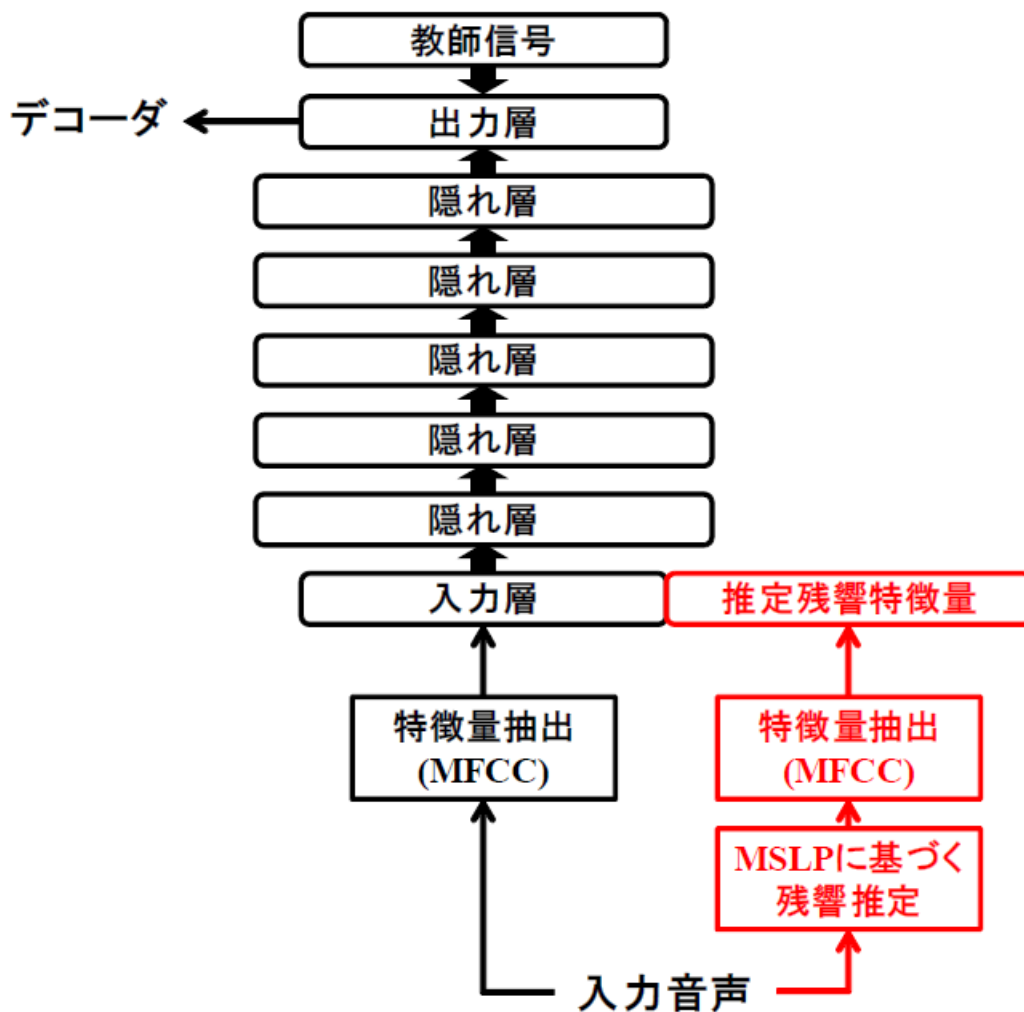 教師信号
デコーダ
出力層
隠れ層
隠れ層
隠れ層
隠れ層
隠れ層
入力層
推定残響特徴量
特徴量抽出
(MFCC)
特徴量抽出
(MFCC)
MSLPに基づく
残響推定
入力音声